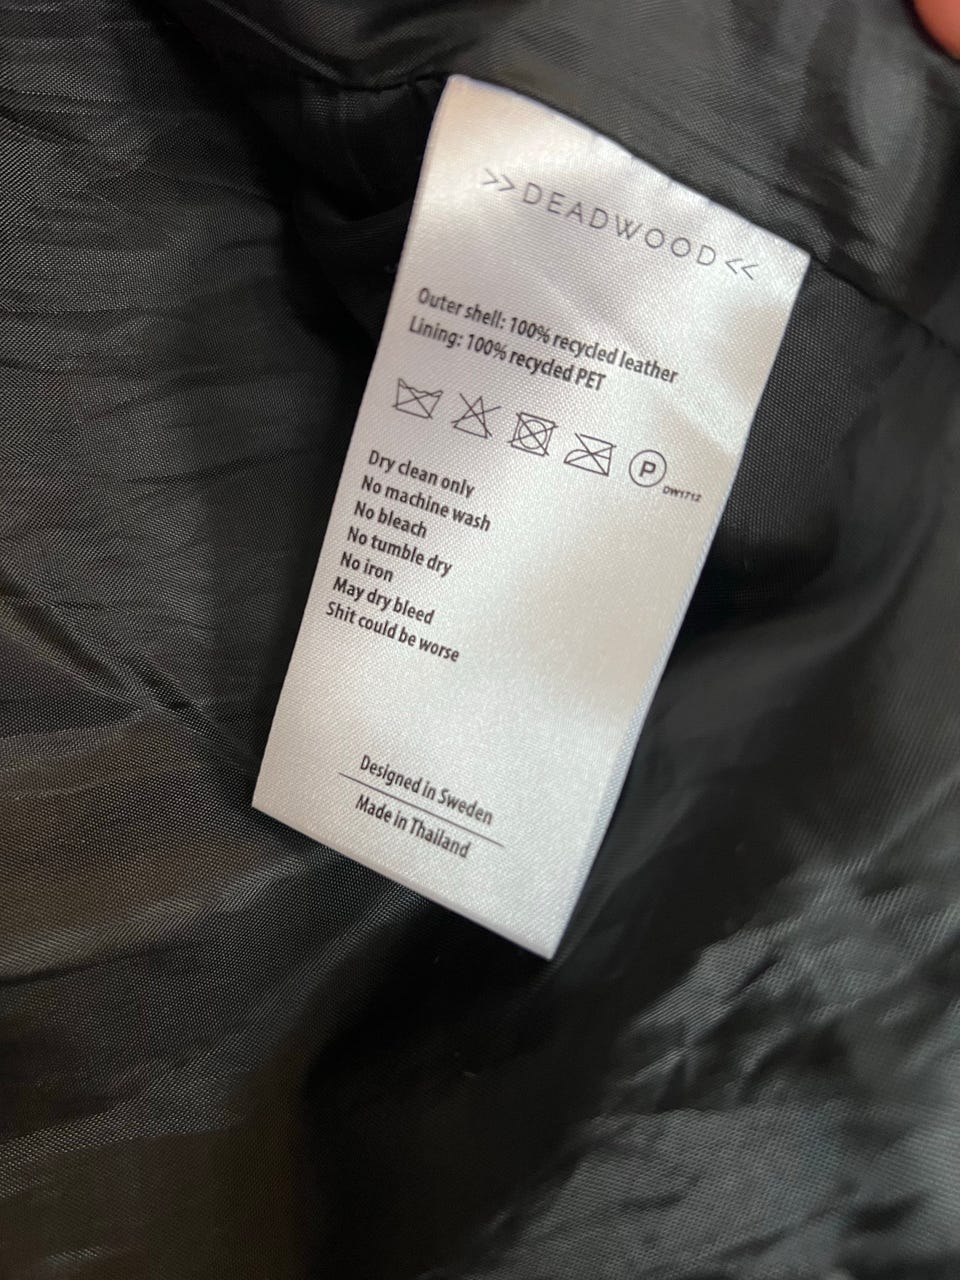 >>DEADWOOD<<
Outer shell: 100% recycled leather
Lining: 100% recycled PET
P DW1712
Dry clean only
No machine wash
No bleach
No tumble dry
No iron
May dry bleed
Shit could be worse
Designed in Sweden
Made in Thailand